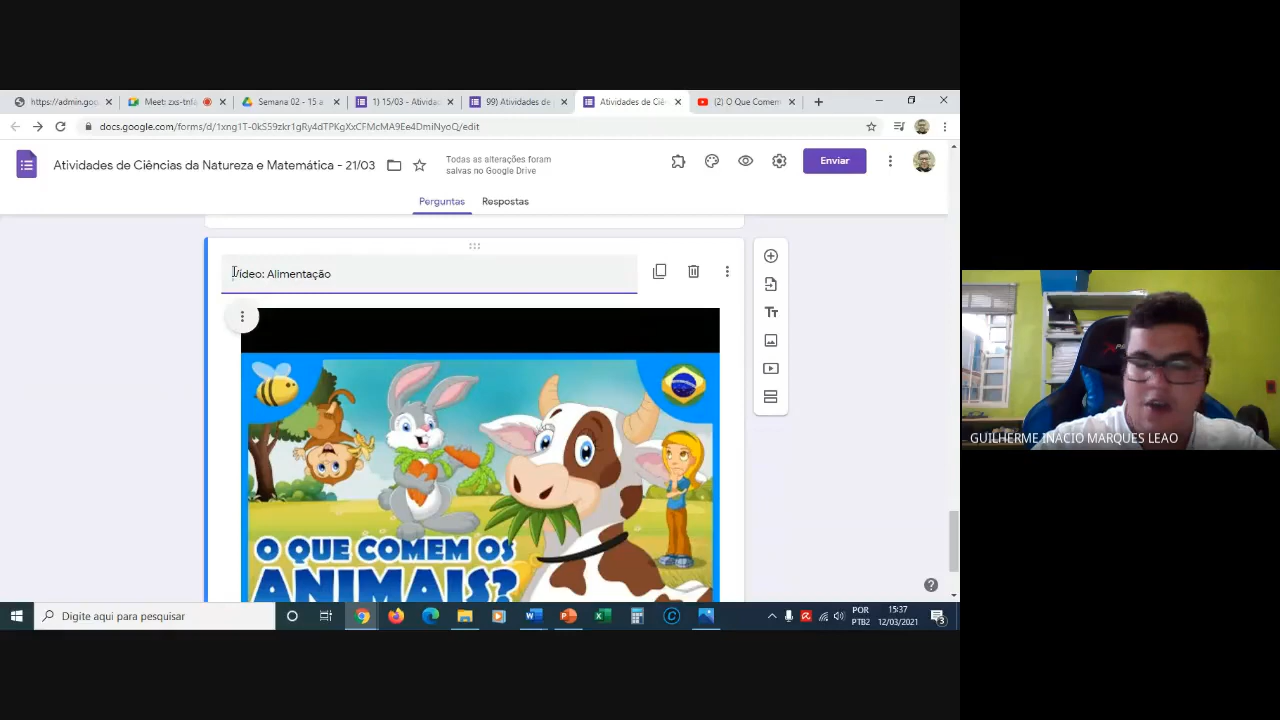 https://admin.goo
Meet: zxs-tnfa
Semana 02 - 15 a
1) 15/03 - Ativida
99) Atividades de
Atividades de Ciên
(2) O Que Comem
docs.google.com/forms/d/1xng1T-0kS59zkr1gRy4dTPKgXxCFMcMA9Ee4DmiNyoQ/edit
Atividades de Ciências da Natureza e Matemática - 21/03
Todas as alterações foram
salvas no Google Drive
Enviar
Perguntas
Respostas
Vídeo: Alimentação
O QUE COMEM OS
ANIMAIS?
GUILHERME INACIO MARQUES LEAO
Digite aqui para pesquisar
POR
PTB2
15:37
12/03/2021
3